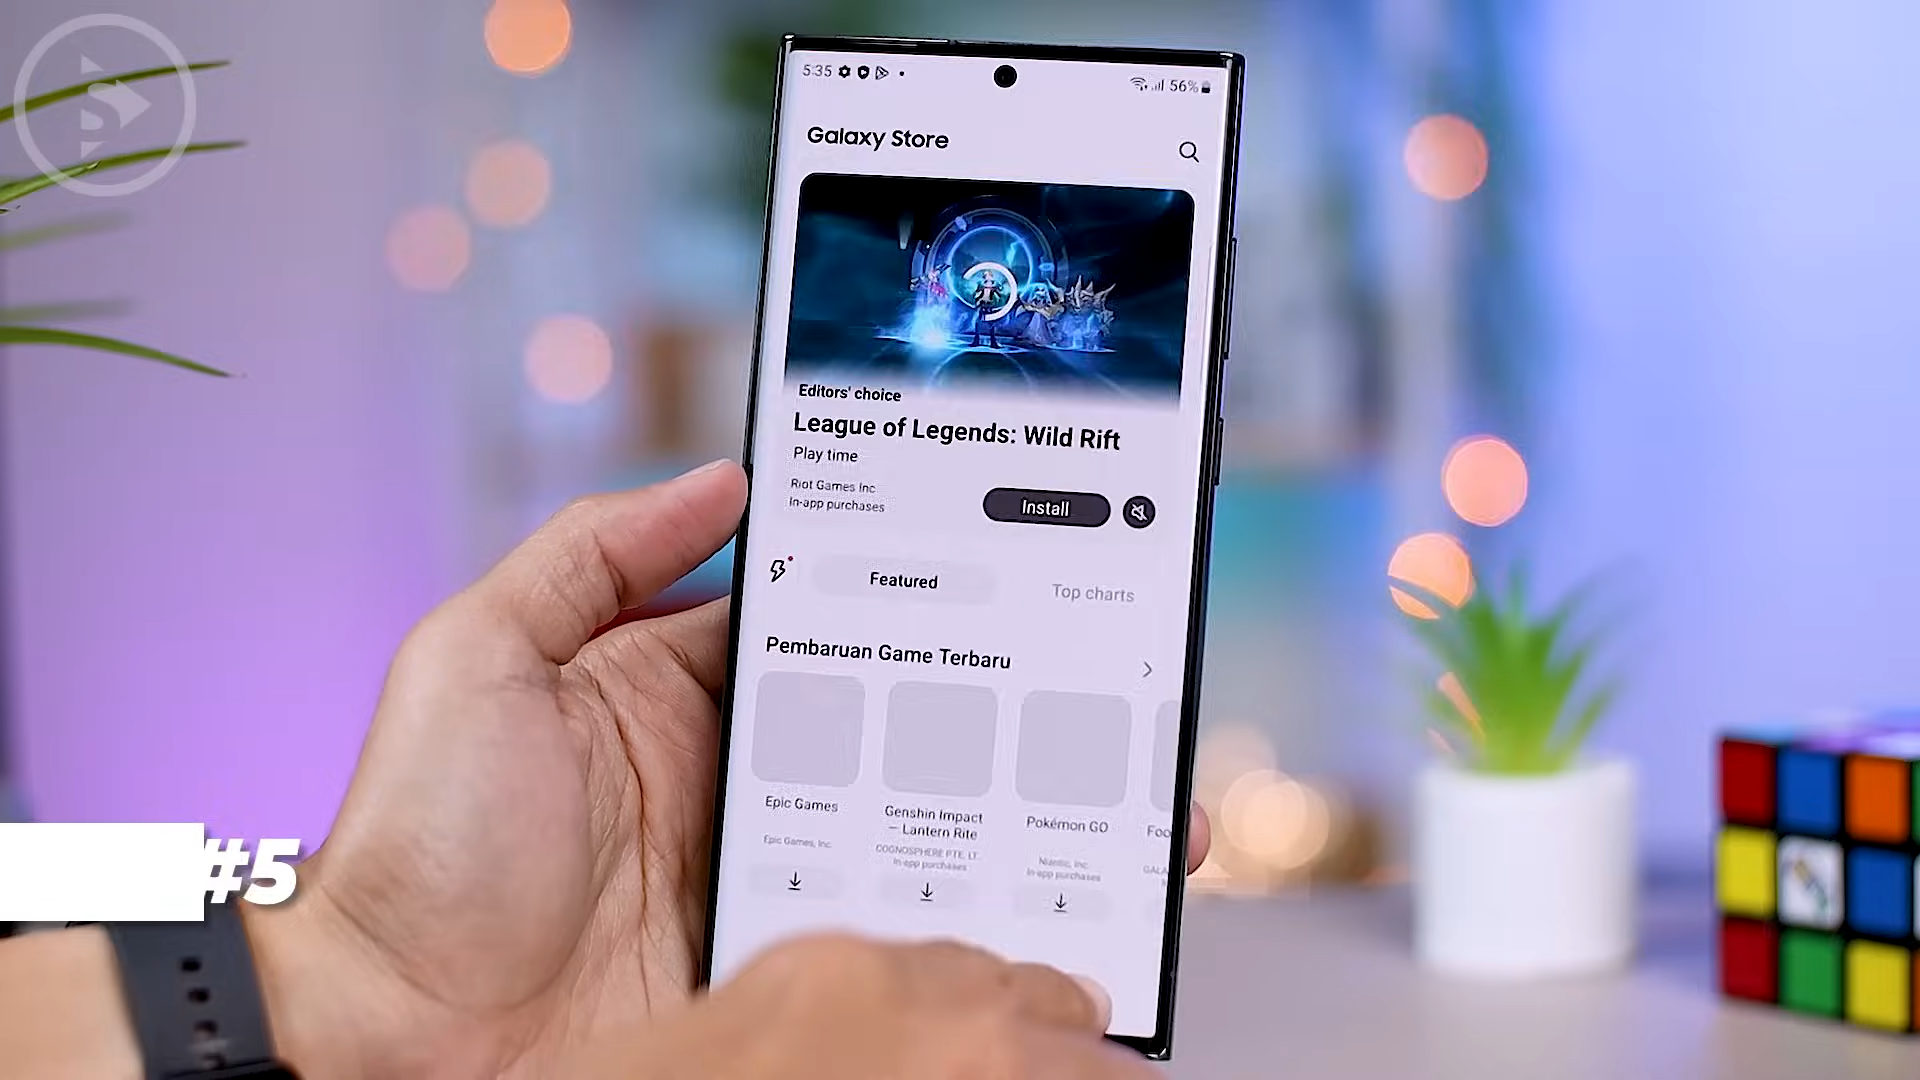 5:35
56%
Galaxy Store
Editors' choice
League of Legends: Wild Rift
Play time
Riot Games Inc
In-app purchases
Install
Featured
Top charts
Pembaruan Game Terbaru
Epic Games
Epic Games, Inc.
Genshin Impact
– Lantern Rite
COGNOSPHERE PTE. LT..
In-app purchases
Pokémon GO
Niantic, Inc.
In-app purchases
Foo
GALA
#5
S